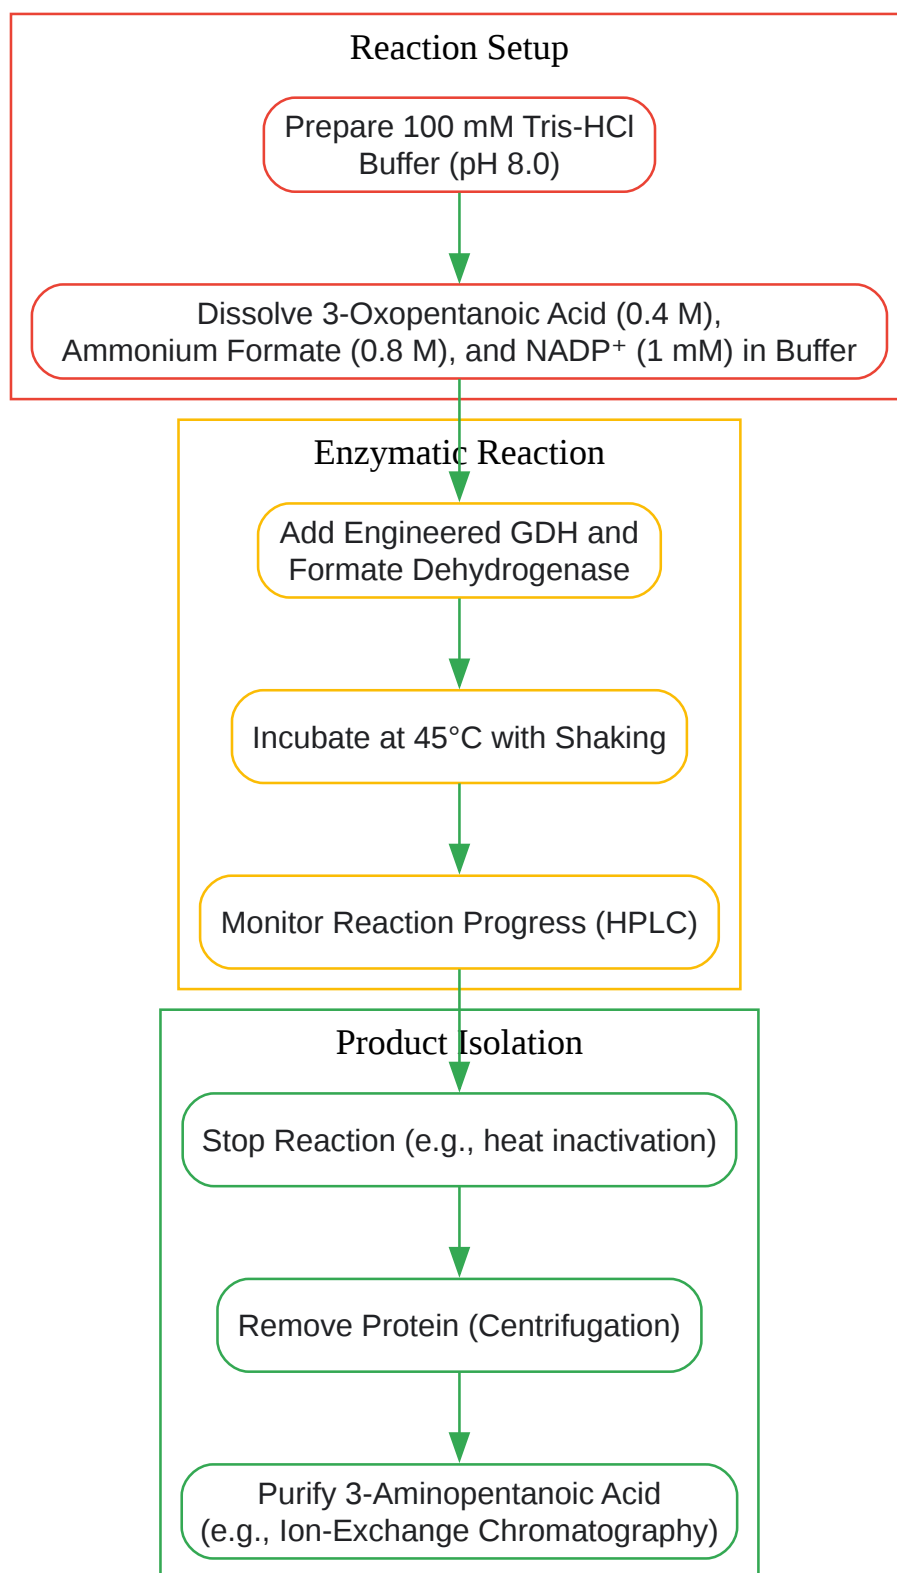 Reaction Setup
Prepare 100 mM Tris-HCl
Buffer (pH 8.0)
Dissolve 3-Oxopentanoic Acid (0.4 M),
Ammonium Formate (0.8 M), and NADP⁺ (1 mM) in Buffer
Enzymatic Reaction
Add Engineered GDH and
Formate Dehydrogenase
Incubate at 45°C with Shaking
Monitor Reaction Progress (HPLC)
Product Isolation
Stop Reaction (e.g., heat inactivation)
Remove Protein (Centrifugation)
Purify 3-Aminopentanoic Acid
(e.g., Ion-Exchange Chromatography)